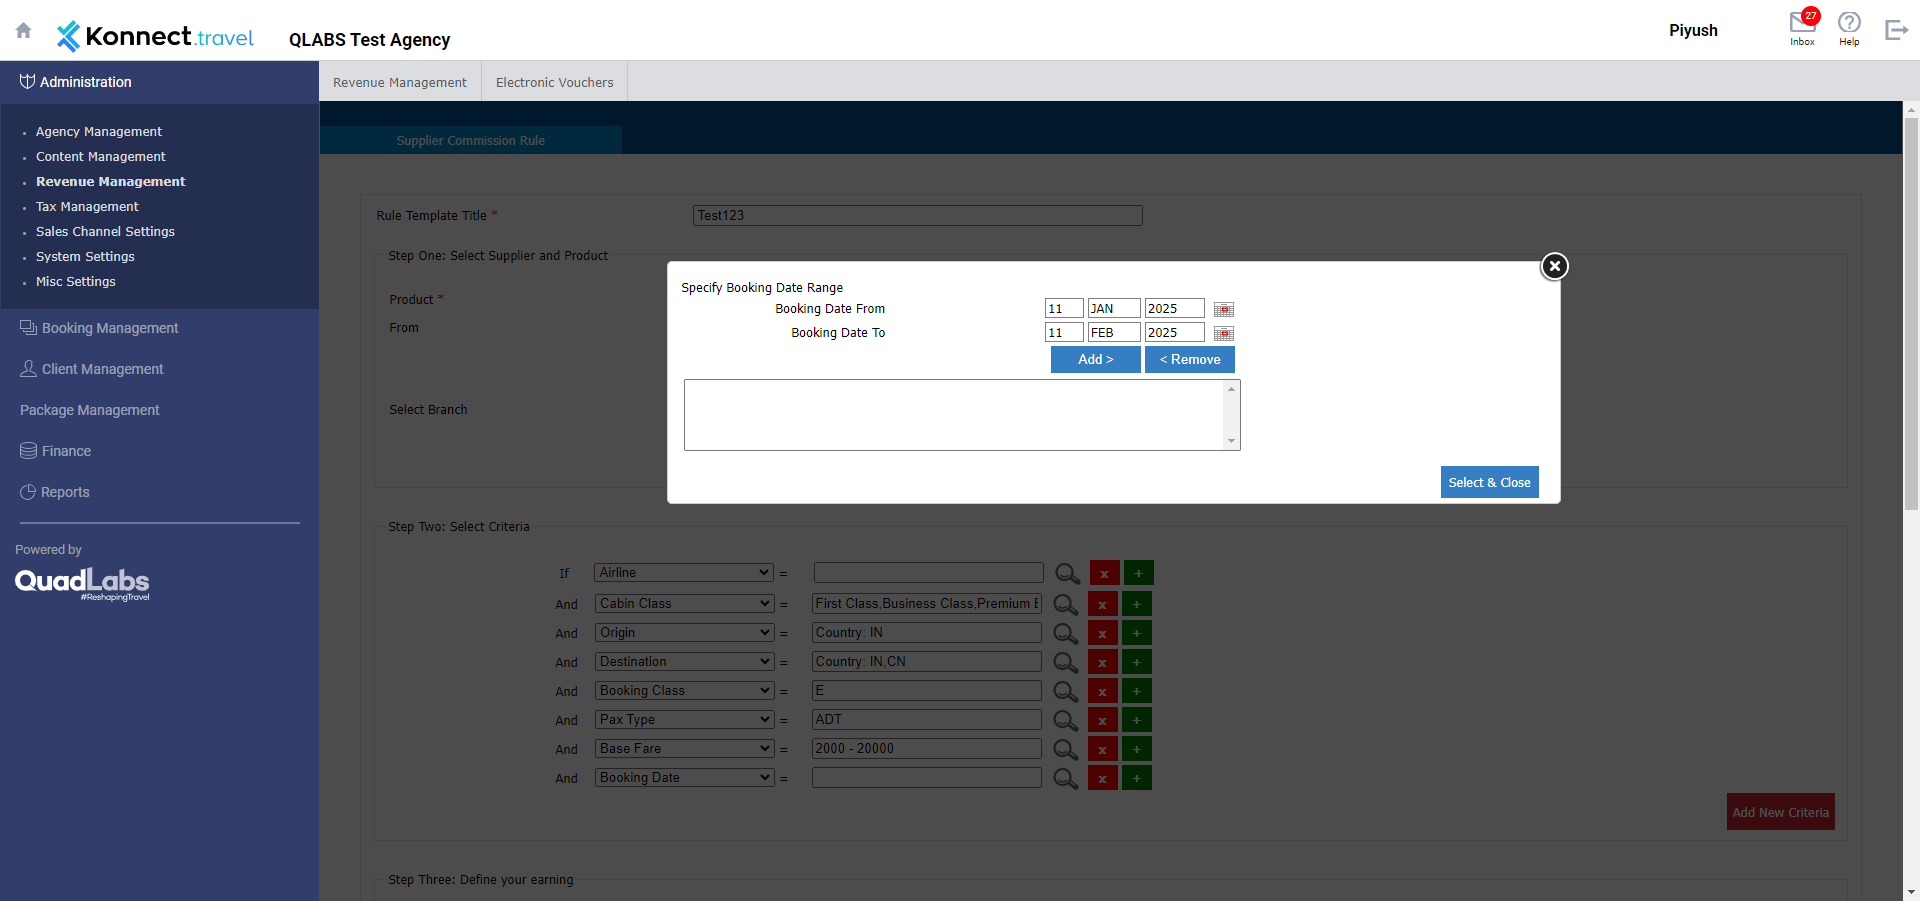 Konnect.travel
QLABS Test Agency
Piyush
27
Inbox
Help
Administration
Agency Management
Content Management
Revenue Management
Tax Management
Sales Channel Settings
System Settings
Misc Settings
Booking Management
Client Management
Package Management
Finance
Reports
Powered by
QuadLabs
#ReshapingTravel
Revenue Management
Electronic Vouchers
Supplier Commission Rule
Rule Template Title *
Test123
Step One: Select Supplier and Product
Product *
From
Select Branch
Specify Booking Date Range
Booking Date From
11 JAN 2025
Booking Date To
11 FEB 2025
Add > < Remove
Select & Close
Step Two: Select Criteria
If Airline = x +
And Cabin Class = First Class,Business Class,Premium E x +
And Origin = Country: IN x +
And Destination = Country: IN,CN x +
And Booking Class = E x +
And Pax Type = ADT x +
And Base Fare = 2000 - 20000 x +
And Booking Date = x +
Add New Criteria
Step Three: Define your earning